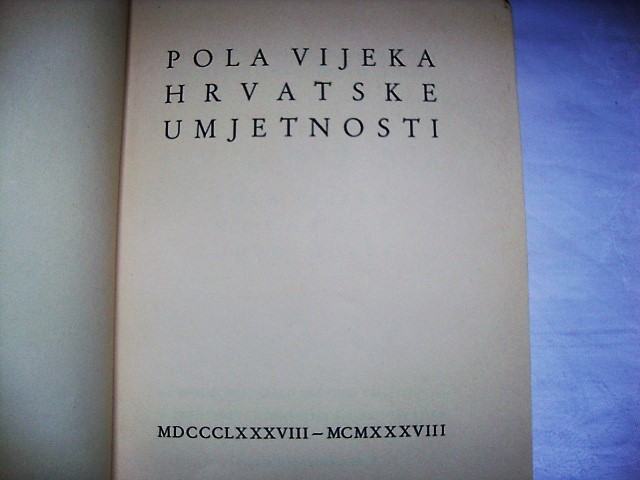 POLA VIJEKA
HRVATSKE
UMJETNOSTI
MDCCCLXXXVIII – MCMXXXVIII